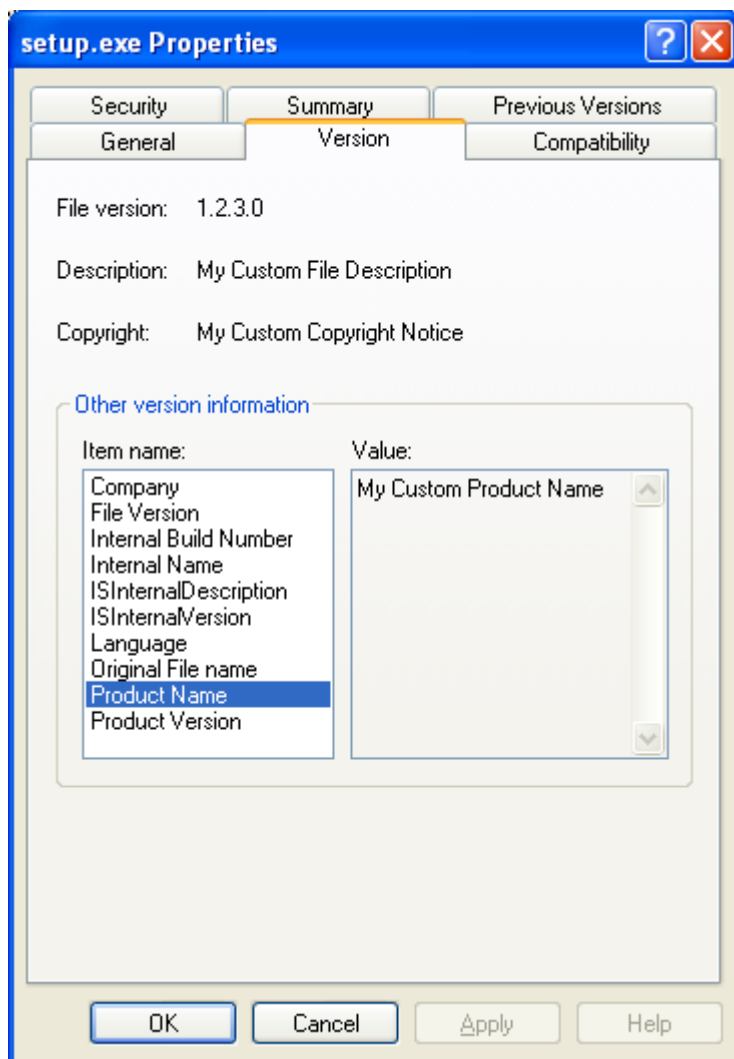 setup.exe Properties
Security Summary Previous Versions
General Version Compatibility
File version: 1.2.3.0
Description: My Custom File Description
Copyright: My Custom Copyright Notice
Other version information
Item name: Value:
Company My Custom Product Name
File Version
Internal Build Number
Internal Name
ISInternalDescription
ISInternalVersion
Language
Original File name
Product Name
Product Version
OK Cancel Apply Help